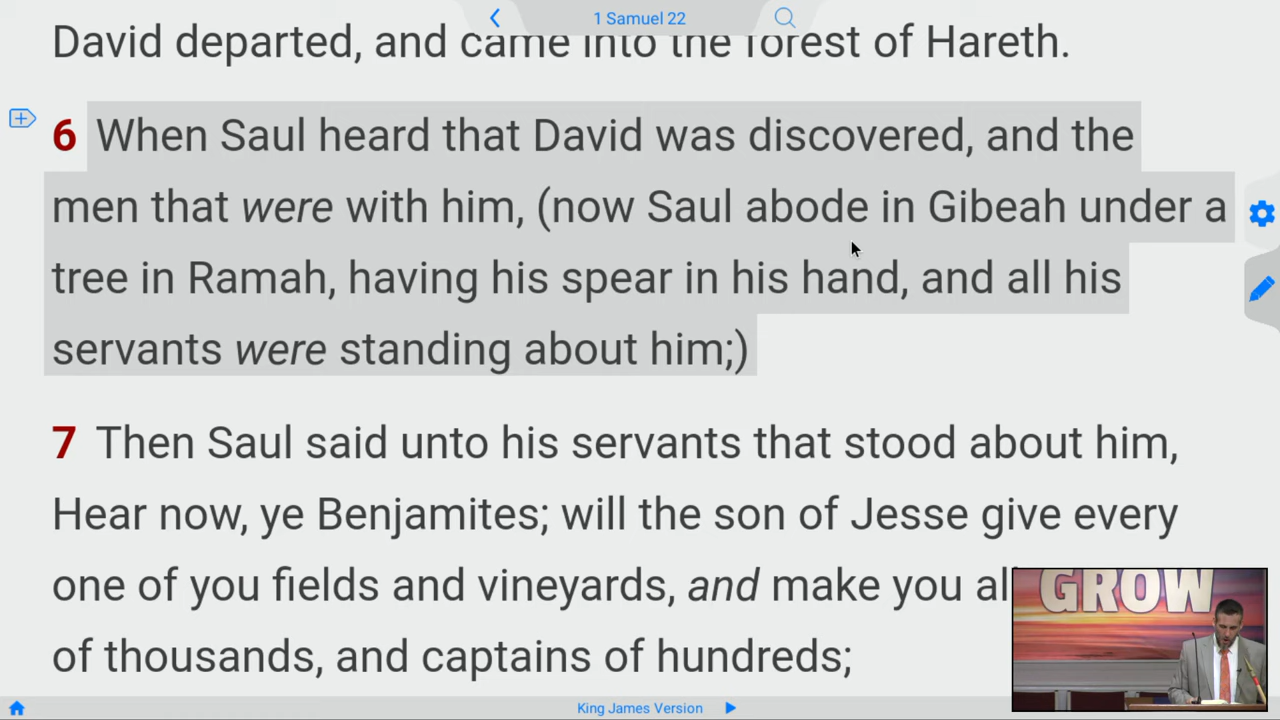 1 Samuel 22
David departed, and came into the forest of Hareth.
6 When Saul heard that David was discovered, and the
men that were with him, (now Saul abode in Gibeah under a
tree in Ramah, having his spear in his hand, and all his
servants were standing about him;)
7 Then Saul said unto his servants that stood about him,
Hear now, ye Benjamites; will the son of Jesse give every
one of you fields and vineyards, and make you al
of thousands, and captains of hundreds;
GROW
King James Version